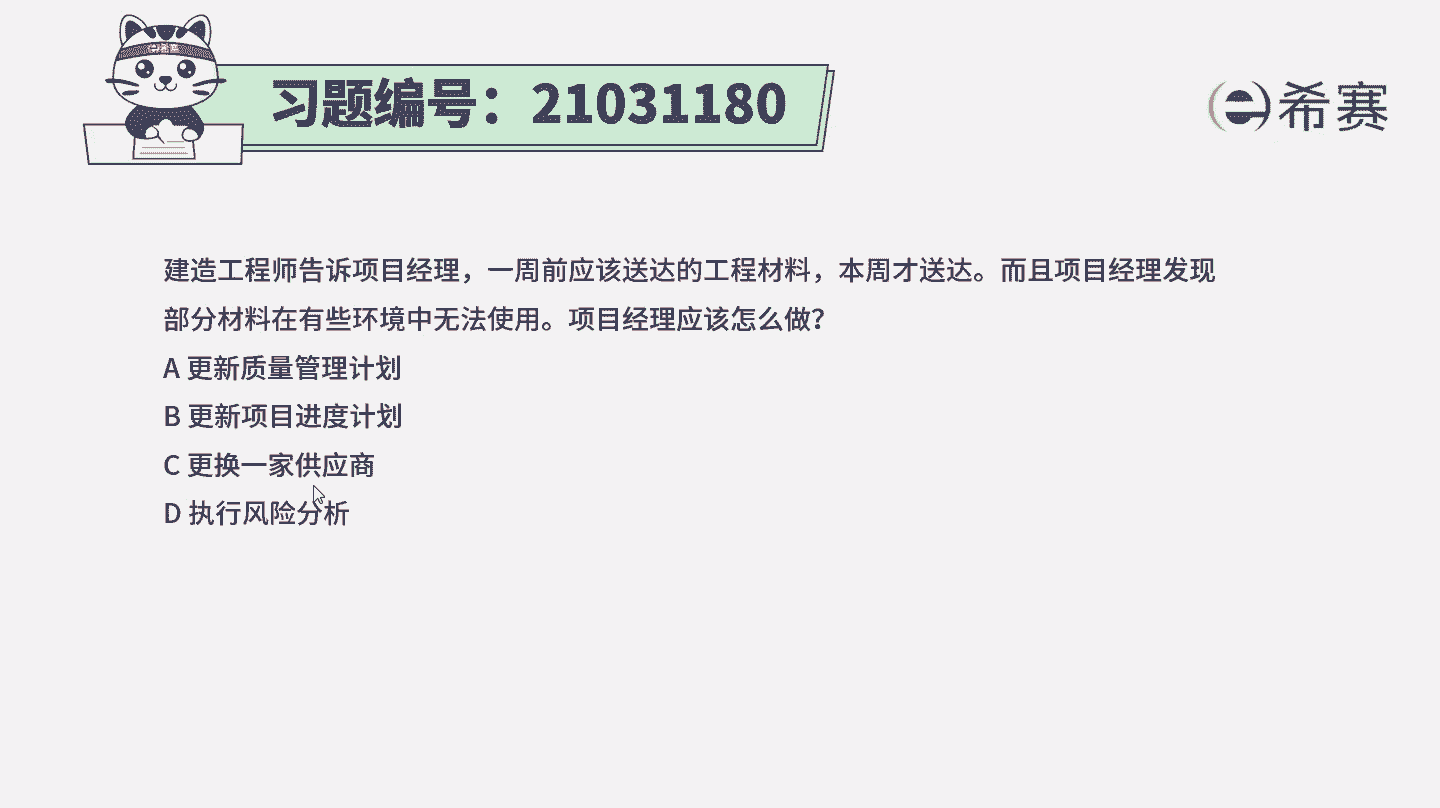 习题编号：21031180
希赛
建造工程师告诉项目经理，一周前应该送达的工程材料，本周才送达。而且项目经理发现
部分材料在有些环境中无法使用。项目经理应该怎么做？
A 更新质量管理计划
B 更新项目进度计划
C 更换一家供应商
D 执行风险分析